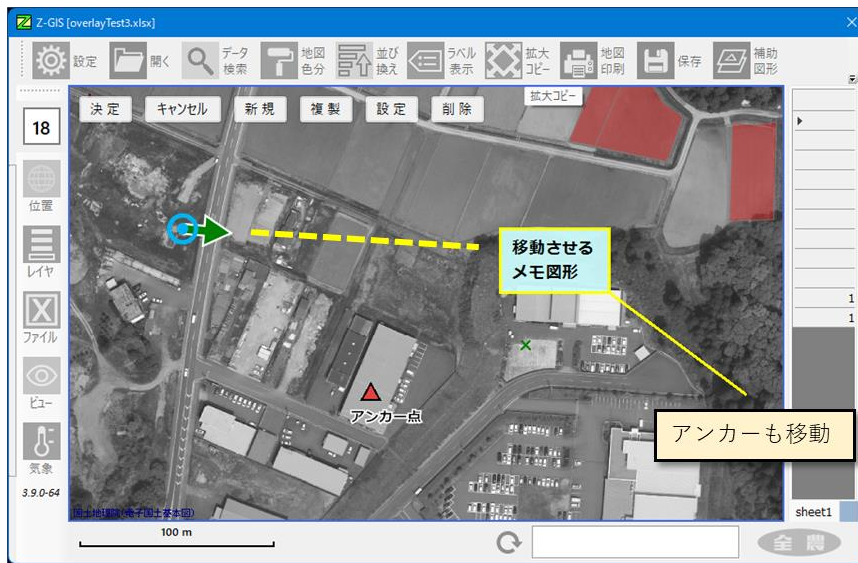 Z-GIS [overlayTest3.xlsx]
設定
開く
データ
検索
地図
色分
並び
換え
ラベル
表示
拡大
コピー
地図
印刷
保存
補助
図形
拡大コピー
決定
キャンセル
新規
複製
設定
削除
18
位置
レイヤ
ファイル
ビュー
気象
3.9.0-64
移動させる
メモ図形
アンカー点
アンカーも移動
1
1
国土地理院(電子国土基本図)
100 m
sheet1
全農